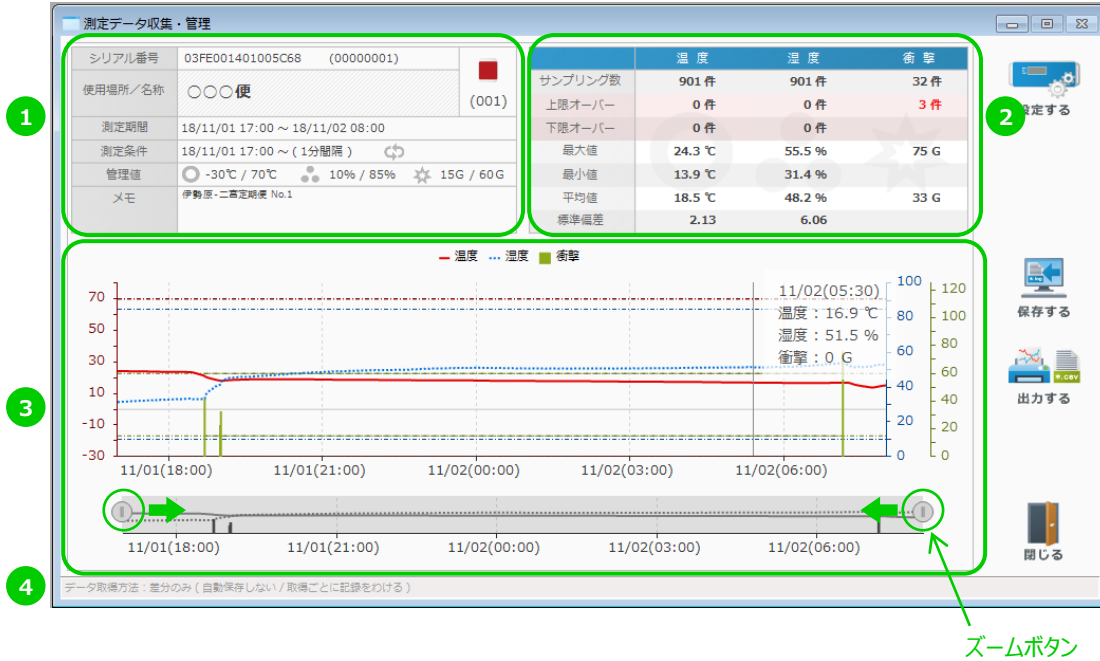 測定データ収集・管理
シリアル番号 03FE001401005C68 (00000001)
使用場所／名称 〇〇〇便 (001)
測定期間 18/11/01 17:00 ～ 18/11/02 08:00
測定条件 18/11/01 17:00 ～ ( 1分間隔 )
管理値 -30℃ / 70℃ 10% / 85% 15G / 60G
メモ 伊勢原-二宮定期便 No.1
1
温 度 湿 度 衝 撃
サンプリング数 901 件 901 件 32 件
上限オーバー 0 件 0 件 3 件
下限オーバー 0 件 0 件
最大値 24.3 ℃ 55.5 % 75 G
最小値 13.9 ℃ 31.4 %
平均値 18.5 ℃ 48.2 % 33 G
標準偏差 2.13 6.06
2
設定する
保存する
出力する
*.csv
閉じる
温度 湿度 衝撃
11/02(05:30)
温度 : 16.9 ℃
湿度 : 51.5 %
衝撃 : 0 G
70
50
30
10
-10
-30
100
80
60
40
20
0
120
100
80
60
40
20
0
11/01(18:00) 11/01(21:00) 11/02(00:00) 11/02(03:00) 11/02(06:00)
3
11/01(18:00) 11/01(21:00) 11/02(00:00) 11/02(03:00) 11/02(06:00)
4
データ取得方法 : 差分のみ ( 自動保存しない / 取得ごとに記録をわける )
ズームボタン